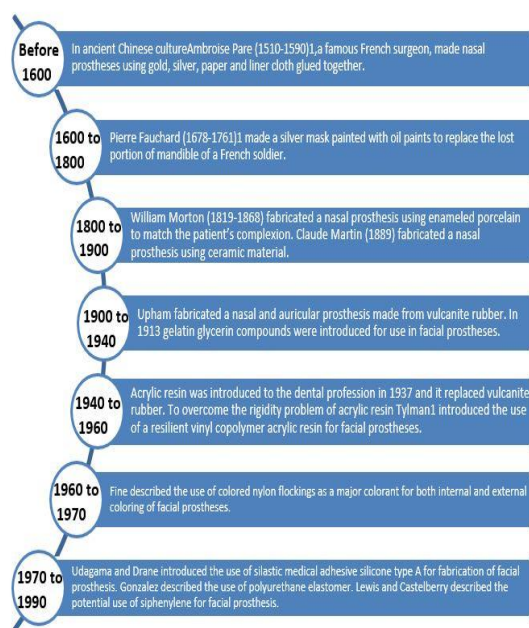 Before
1600
In ancient Chinese cultureAmbroise Pare (1510-1590)1,a famous French surgeon, made nasal
prostheses using gold, silver, paper and liner cloth glued together.
1600 to
1800
Pierre Fauchard (1678-1761)1 made a silver mask painted with oil paints to replace the lost
portion of mandible of a French soldier.
1800 to
1900
William Morton (1819-1868) fabricated a nasal prosthesis using enameled porcelain
to match the patient's complexion. Claude Martin (1889) fabricated a nasal
prosthesis using ceramic material.
1900 to
1940
Upham fabricated a nasal and auricular prosthesis made from vulcanite rubber. In
1913 gelatin glycerin compounds were introduced for use in facial prostheses.
1940 to
1960
Acrylic resin was introduced to the dental profession in 1937 and it replaced vulcanite
rubber. To overcome the rigidity problem of acrylic resin Tylman1 introduced the use
of a resilient vinyl copolymer acrylic resin for facial prostheses.
1960 to
1970
Fine described the use of colored nylon flockings as a major colorant for both internal and external
coloring of facial prostheses.
1970 to
1990
Udagama and Drane introduced the use of silastic medical adhesive silicone type A for fabrication of facial
prosthesis. Gonzalez described the use of polyurethane elastomer. Lewis and Castelberry described the
potential use of siphenylene for facial prosthesis.